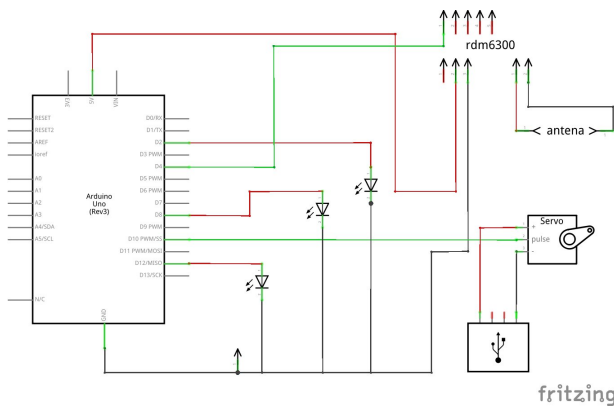 rdm6300
3V3
5V
VIN
RESET
RESET2
AREF
ioref
A0
A1
A2
A3
A4/SDA
A5/SCL
N/C
Arduino
Uno
(Rev3)
D0/RX
D1/TX
D2
D3 PWM
D4
D5 PWM
D6 PWM
D7
D8
D9 PWM
D10 PWM/SS
D11 PWM/MOSI
D12/MISO
D13/SCK
GND
antena
Servo
+
pulse
-
fritzing